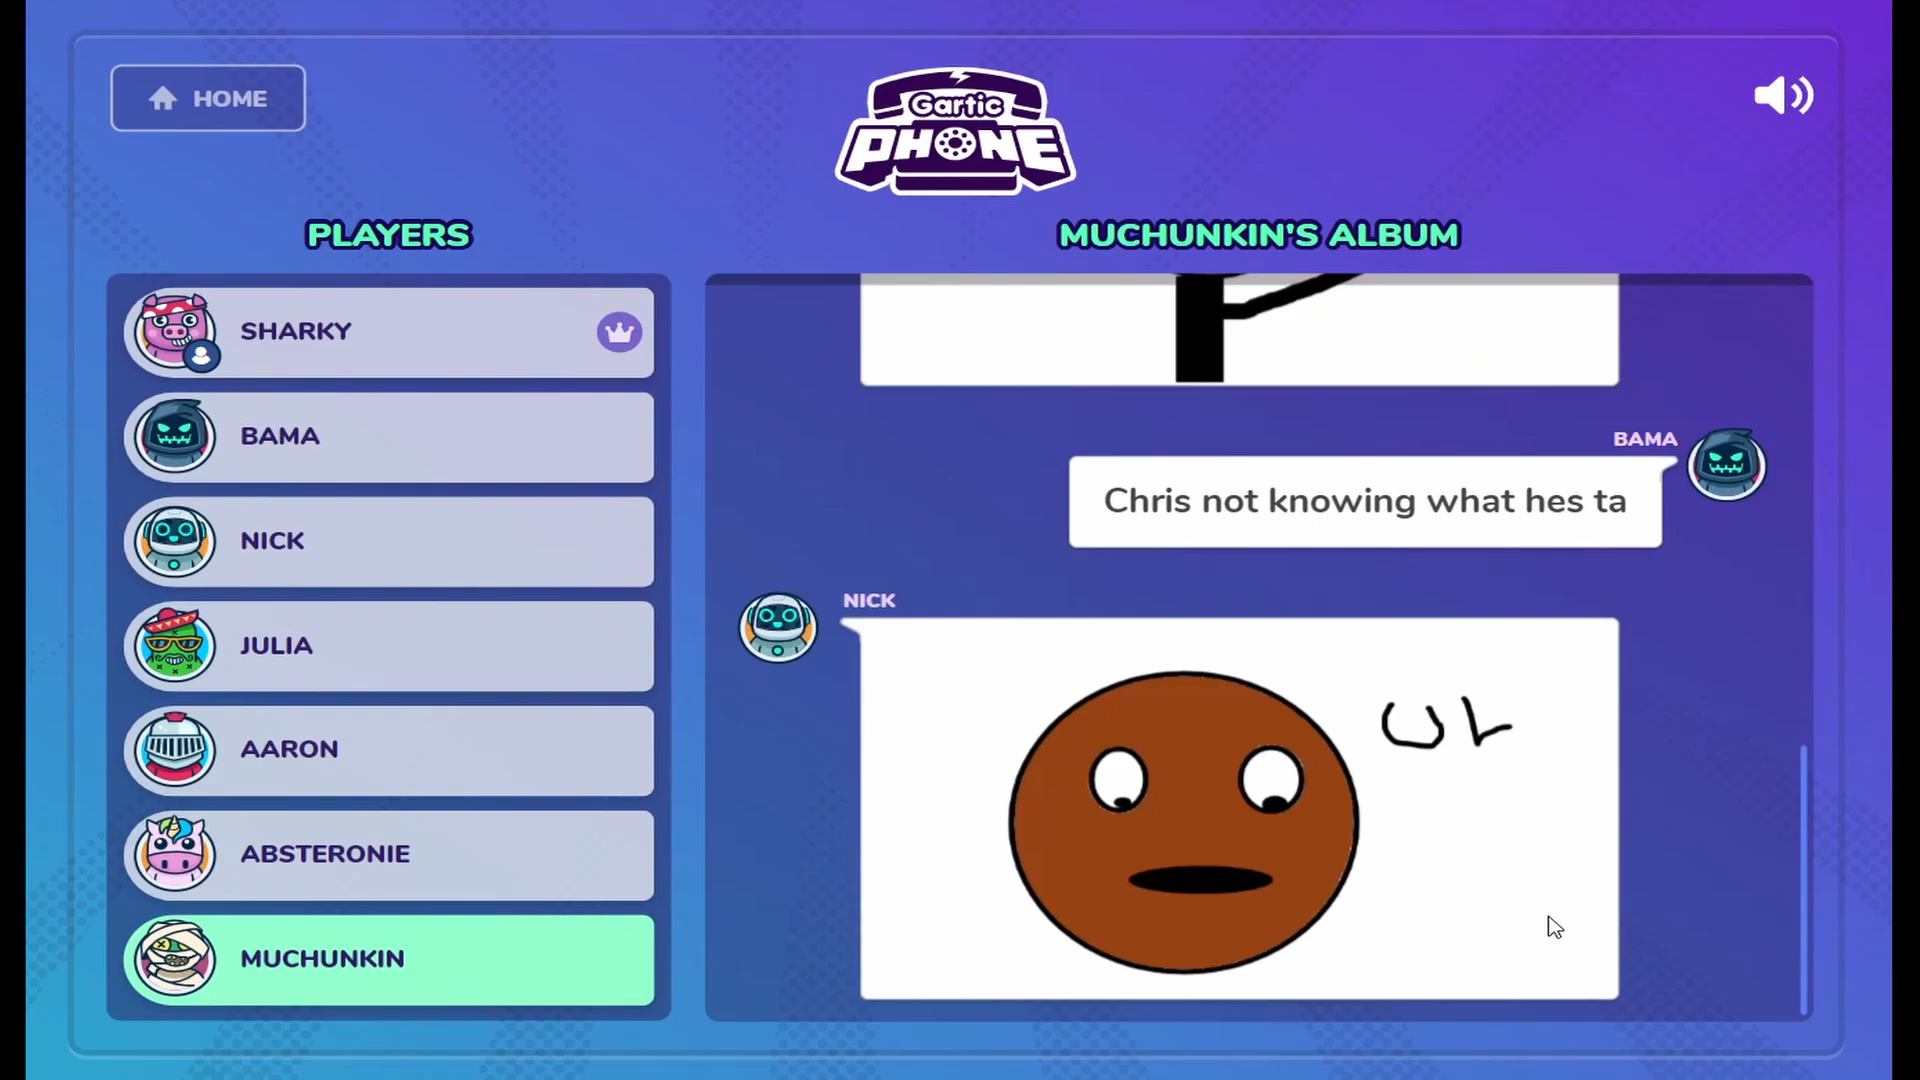 HOME
Gartic
PHONE
PLAYERS
SHARKY
BAMA
NICK
JULIA
AARON
ABSTERONIE
MUCHUNKIN
MUCHUNKIN'S ALBUM
BAMA
Chris not knowing what hes ta
NICK